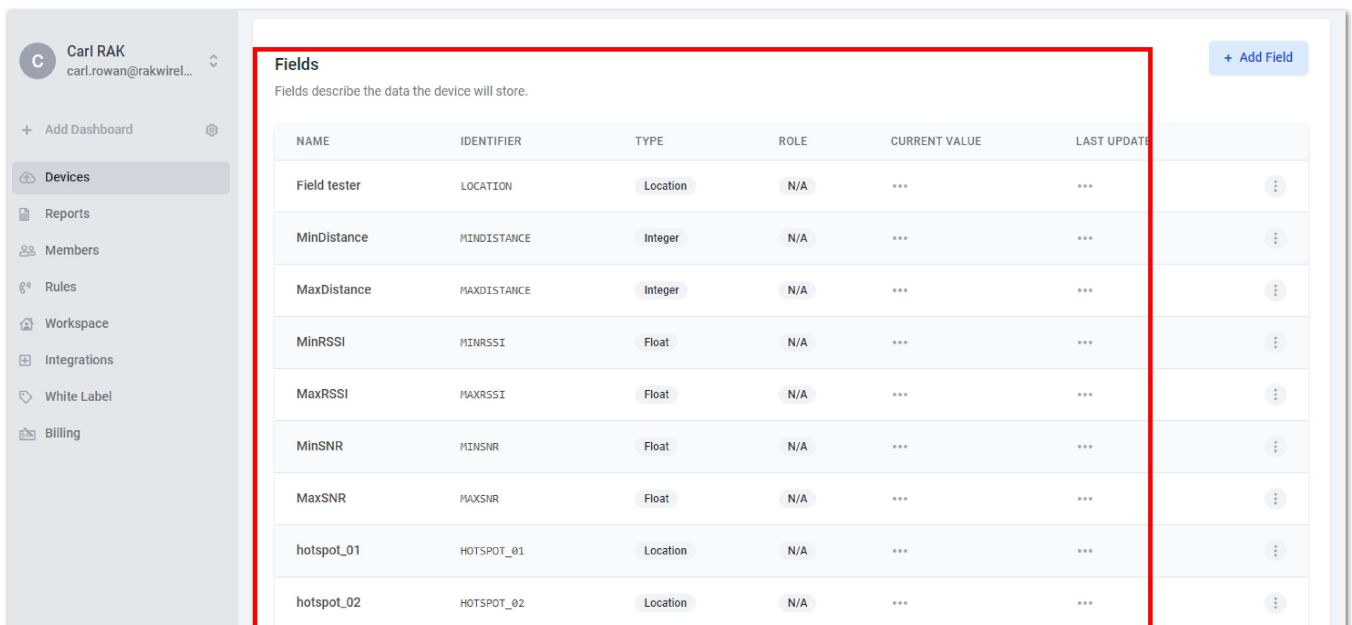 C
Carl RAK
carl.rowan@rakwirel...
+ Add Dashboard
Devices
Reports
Members
Rules
Workspace
Integrations
White Label
Billing
Fields
Fields describe the data the device will store.
+ Add Field
NAME IDENTIFIER TYPE ROLE CURRENT VALUE LAST UPDATE
Field tester LOCATION Location N/A ••• •••
MinDistance MINDISTANCE Integer N/A ••• •••
MaxDistance MAXDISTANCE Integer N/A ••• •••
MinRSSI MINRSSI Float N/A ••• •••
MaxRSSI MAXRSSI Float N/A ••• •••
MinSNR MINSNR Float N/A ••• •••
MaxSNR MAXSNR Float N/A ••• •••
hotspot_01 HOTSPOT_01 Location N/A ••• •••
hotspot_02 HOTSPOT_02 Location N/A ••• •••